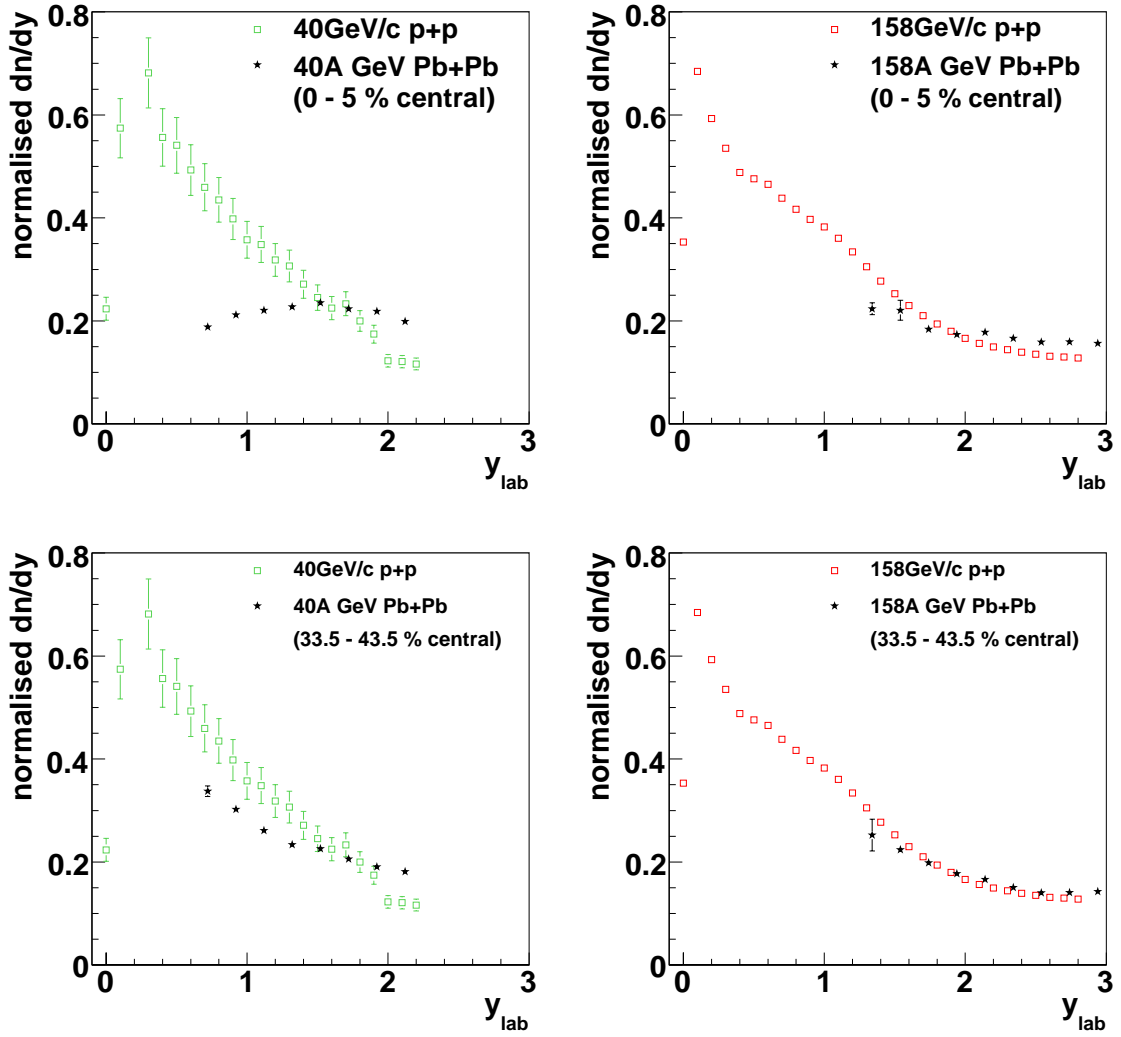 normalised dn/dy
0.8
0.6
0.4
0.2
0
40GeV/c p+p
40A GeV Pb+Pb
(0 - 5 % central)
0 1 2 3
y_lab
normalised dn/dy
0.8
0.6
0.4
0.2
0
158GeV/c p+p
158A GeV Pb+Pb
(0 - 5 % central)
0 1 2 3
y_lab
normalised dn/dy
0.8
0.6
0.4
0.2
0
40GeV/c p+p
40A GeV Pb+Pb
(33.5 - 43.5 % central)
0 1 2 3
y_lab
normalised dn/dy
0.8
0.6
0.4
0.2
0
158GeV/c p+p
158A GeV Pb+Pb
(33.5 - 43.5 % central)
0 1 2 3
y_lab